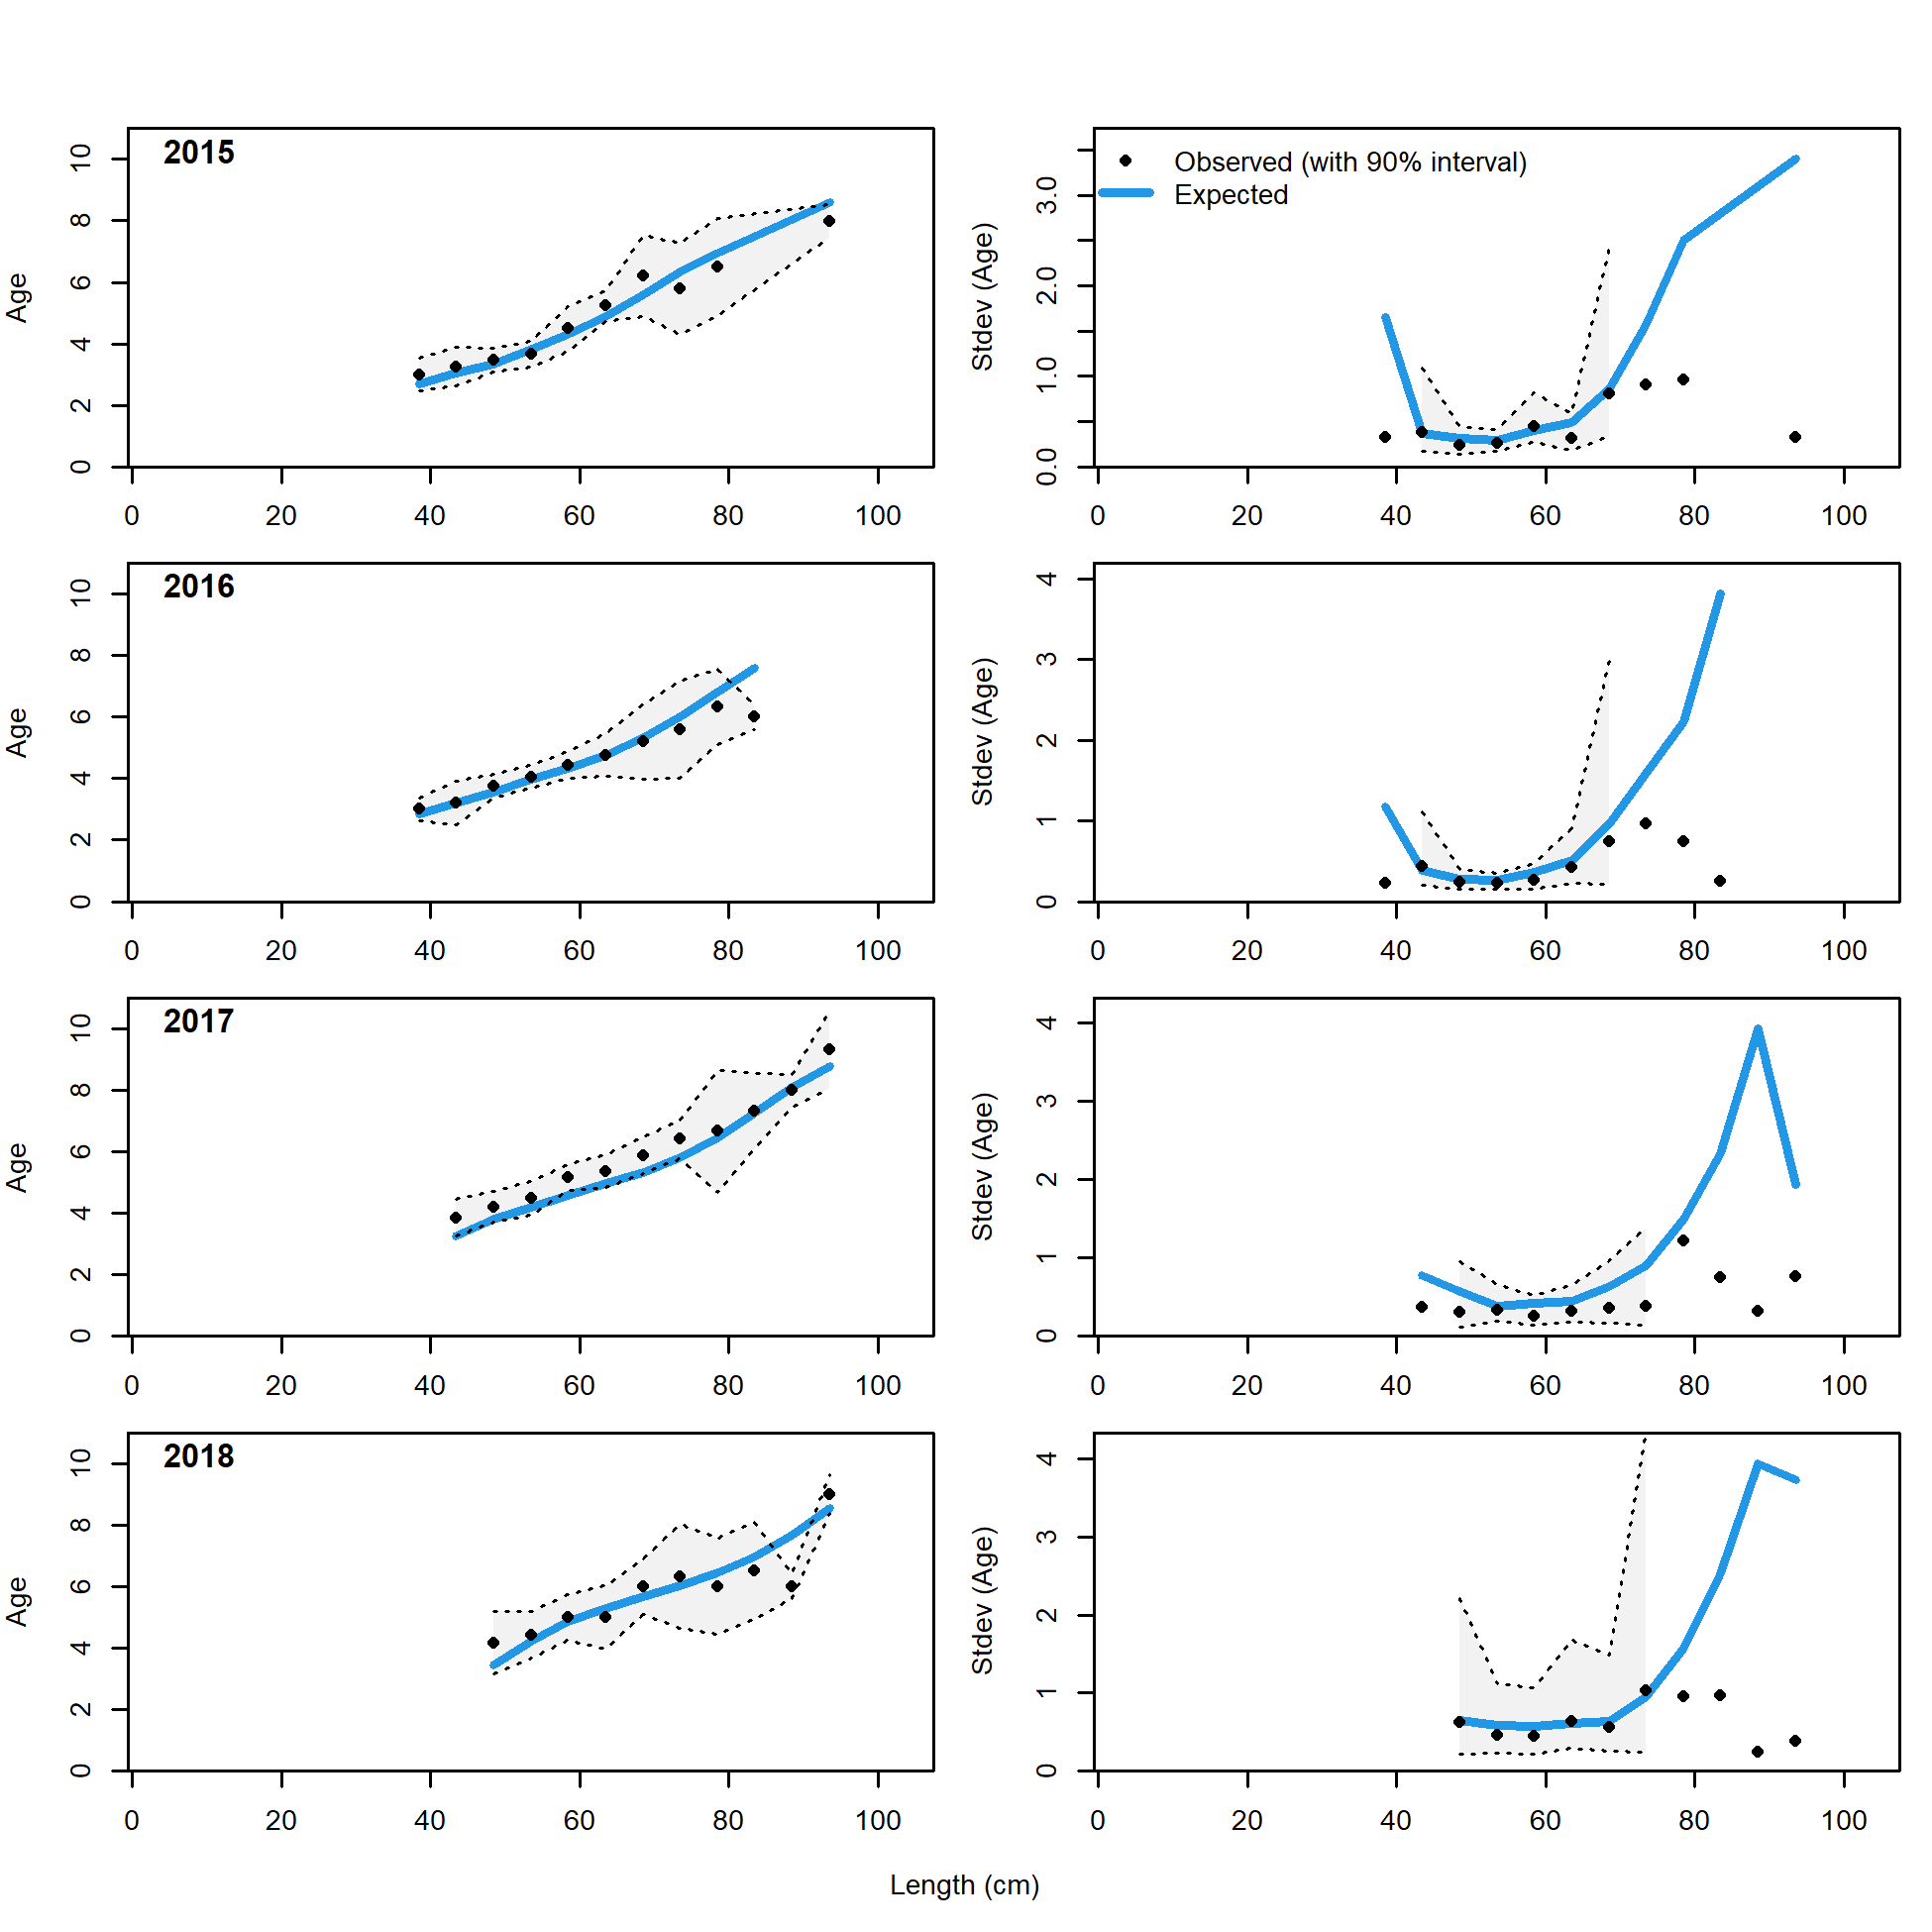 2015
Age
0 2 4 6 8 10
0 20 40 60 80 100
Observed (with 90% interval)
Expected
Stdev (Age)
0.0 1.0 2.0 3.0
0 20 40 60 80 100
2016
Age
0 2 4 6 8 10
0 20 40 60 80 100
Stdev (Age)
0 1 2 3 4
0 20 40 60 80 100
2017
Age
0 2 4 6 8 10
0 20 40 60 80 100
Stdev (Age)
0 1 2 3 4
0 20 40 60 80 100
2018
Age
0 2 4 6 8 10
0 20 40 60 80 100
Stdev (Age)
0 1 2 3 4
0 20 40 60 80 100
Length (cm)